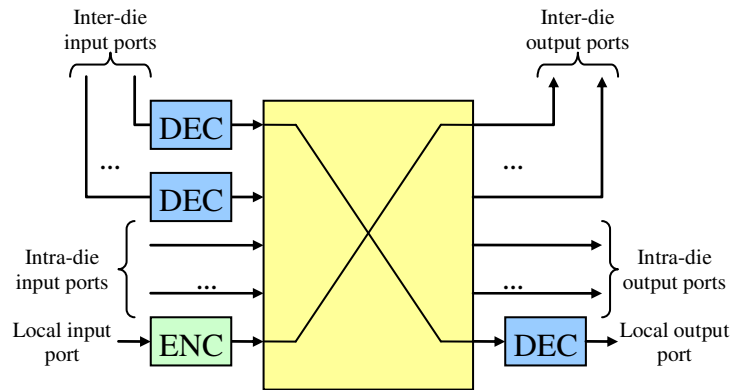 Inter-die
input ports
Inter-die
output ports
DEC
...
...
DEC
Intra-die
input ports
...
...
Intra-die
output ports
Local input
port
ENC
DEC
Local output
port